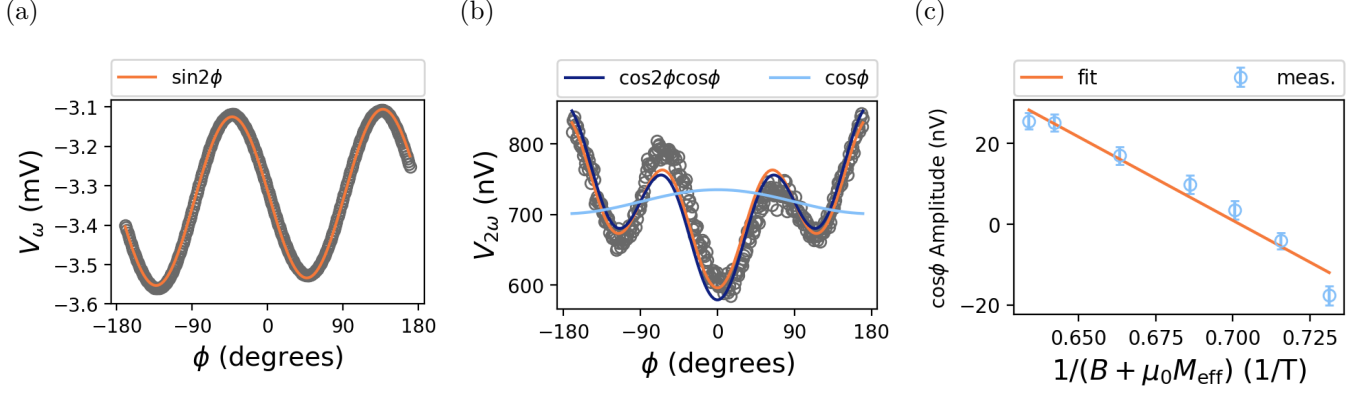 (a)
(b)
(c)
sin2ϕ
−3.1
−3.2
−3.3
−3.4
−3.5
−3.6
Vω (mV)
−180 −90 0 90 180
ϕ (degrees)
cos2ϕcosϕ cosϕ
800
700
600
V2ω (nV)
−180 −90 0 90 180
ϕ (degrees)
fit meas.
20
0
−20
cosϕ Amplitude (nV)
0.650 0.675 0.700 0.725
1/(B + μ0Meff) (1/T)